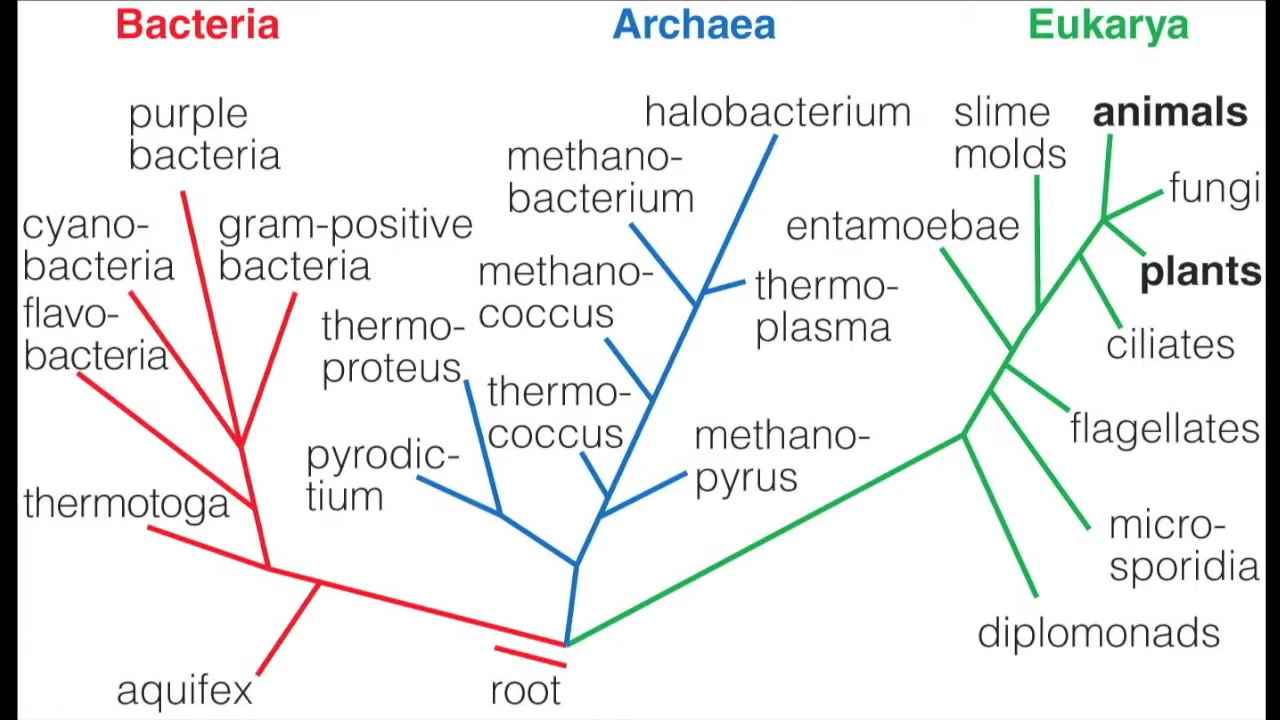 Bacteria
Archaea
Eukarya
purple
bacteria
cyano-
bacteria
gram-positive
bacteria
flavo-
bacteria
thermotoga
aquifex
root
thermo-
proteus
pyrodic-
tium
halobacterium
methano-
bacterium
methano-
coccus
thermo-
coccus
thermo-
plasma
methano-
pyrus
entamoebae
slime
molds
animals
fungi
plants
ciliates
flagellates
micro-
sporidia
diplomonads